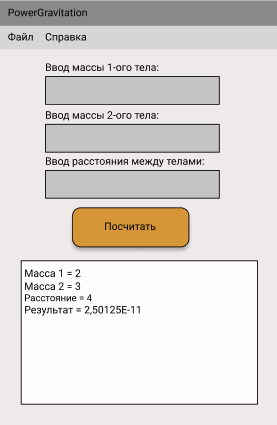 PowerGravitation
Файл Справка
Ввод массы 1-ого тела:
Ввод массы 2-ого тела:
Ввод расстояния между телами:
Посчитать
Масса 1 = 2
Масса 2 = 3
Расстояние = 4
Результат = 2,50125E-11